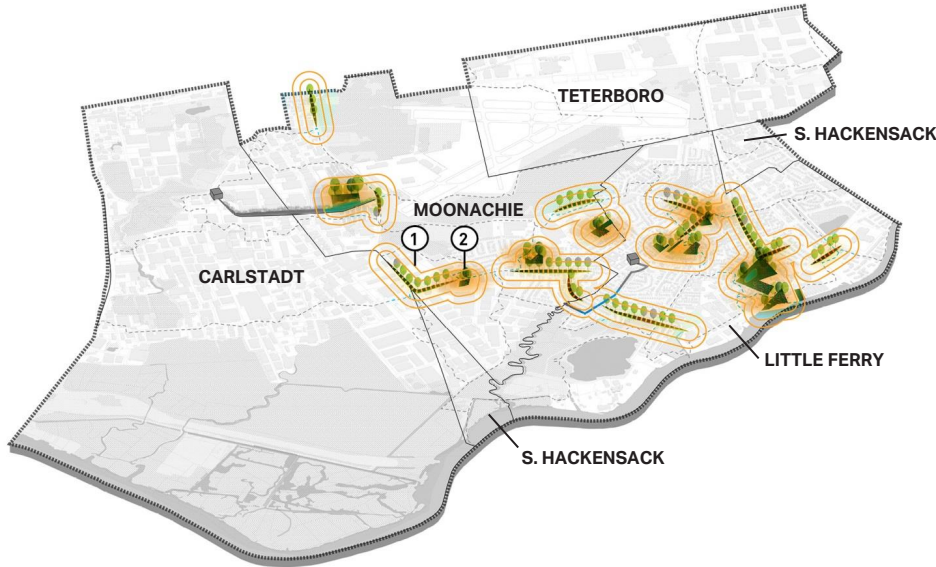 TETERBORO
S. HACKENSACK
MOONACHIE
1
2
CARLSTADT
LITTLE FERRY
S. HACKENSACK